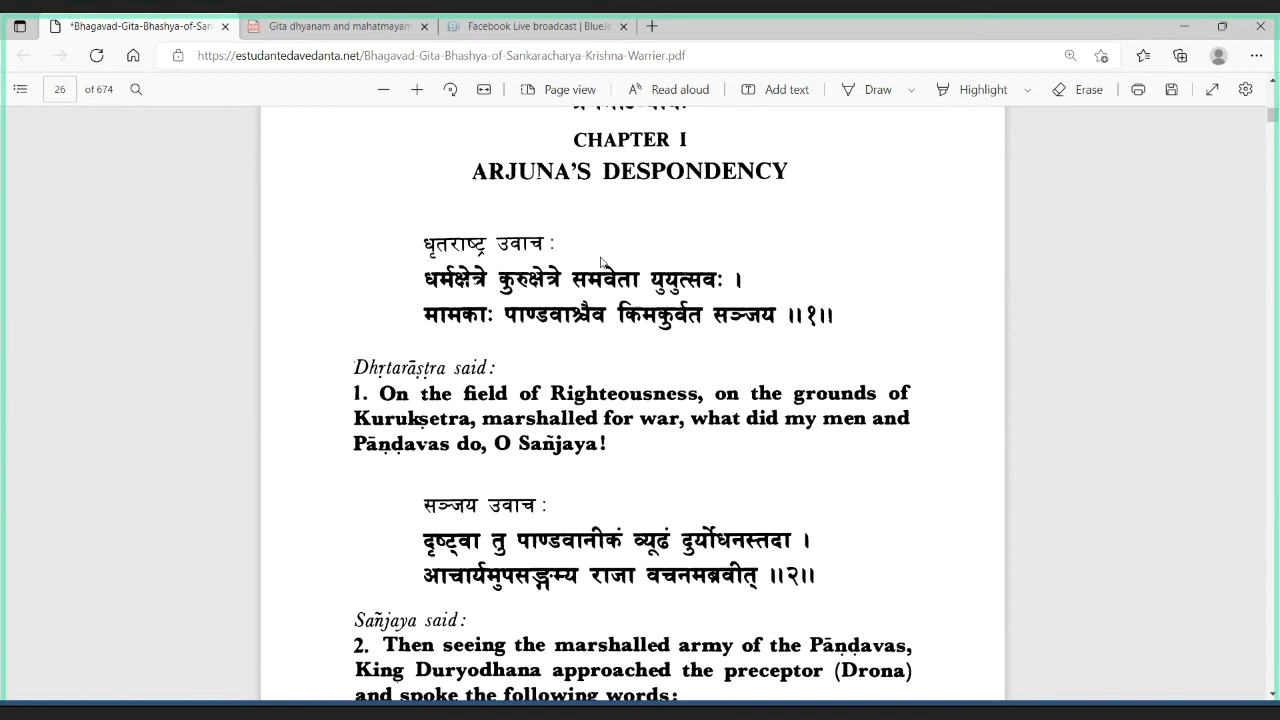 *Bhagavad-Gita-Bhashya-of-San
Gita dhyanam and mahatmayam
Facebook Live broadcast | BlueJe
https://estudantedavedanta.net/Bhagavad-Gita-Bhashya-of-Sankaracharya-Krishna-Warrier.pdf
26 of 674 Page view Read aloud Add text Draw Highlight Erase
CHAPTER I
ARJUNA'S DESPONDENCY
धृतराष्ट्र उवाच :
धर्मक्षेत्रे कुरुक्षेत्रे समवेता युयुत्सवः ।
मामकाः पाण्डवाश्चैव किमकुर्वत सञ्जय ॥१॥
Dhṛtarāṣṭra said:
1. On the field of Righteousness, on the grounds of
Kurukṣetra, marshalled for war, what did my men and
Pāṇḍavas do, O Sañjaya!
सञ्जय उवाच :
दृष्ट्वा तु पाण्डवानीकं व्यूढं दुर्योधनस्तदा ।
आचार्यमुपसङ्गम्य राजा वचनमब्रवीत् ॥२॥
Sañjaya said:
2. Then seeing the marshalled army of the Pāṇḍavas,
King Duryodhana approached the preceptor (Drona)
and spoke the following words: